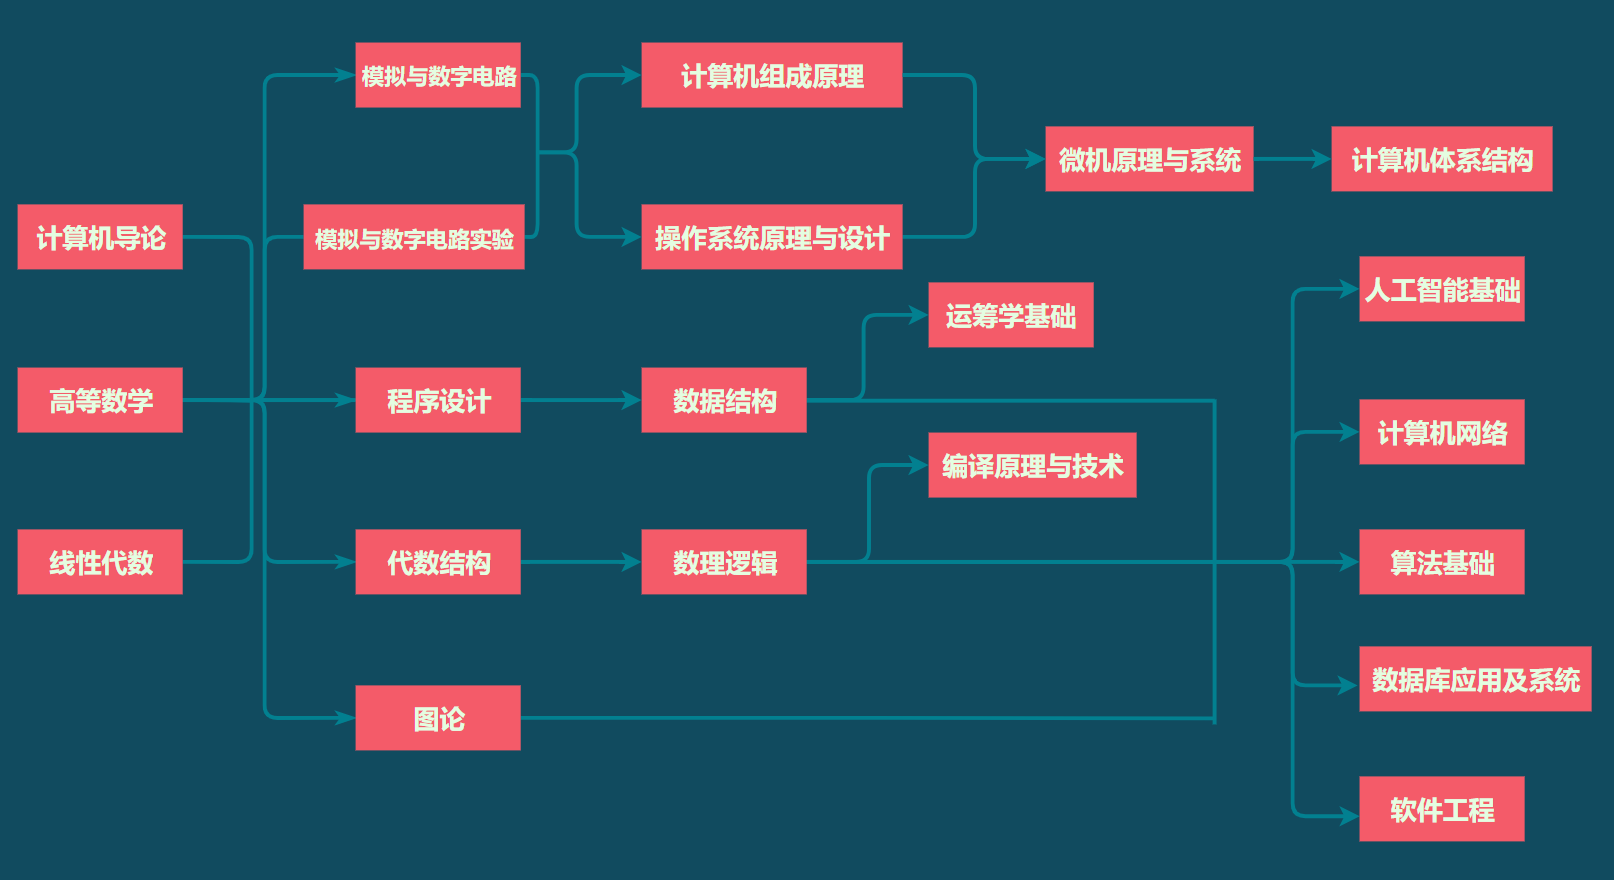 模拟与数字电路
计算机组成原理
微机原理与系统
计算机体系结构
计算机导论
模拟与数字电路实验
操作系统原理与设计
人工智能基础
运筹学基础
高等数学
程序设计
数据结构
计算机网络
编译原理与技术
线性代数
代数结构
数理逻辑
算法基础
数据库应用及系统
图论
软件工程